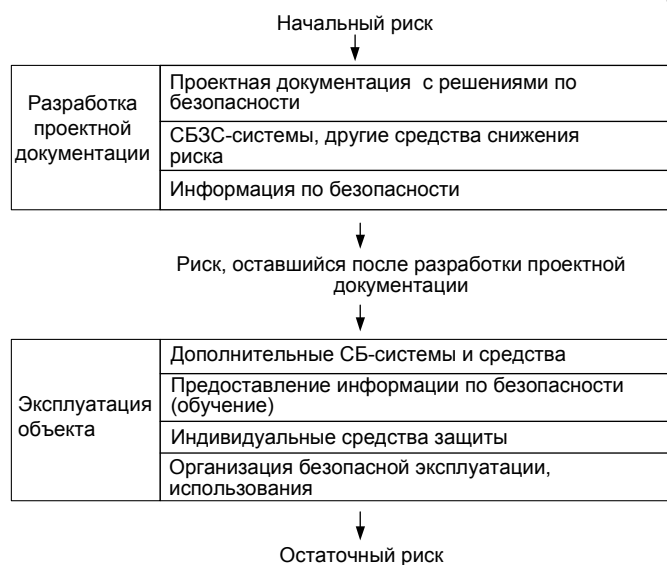 Начальный риск
Разработка
проектной
документации
Проектная документация с решениями по
безопасности
СБЗС-системы, другие средства снижения
риска
Информация по безопасности
Риск, оставшийся после разработки проектной
документации
Эксплуатация
объекта
Дополнительные СБ-системы и средства
Предоставление информации по безопасности
(обучение)
Индивидуальные средства защиты
Организация безопасной эксплуатации,
использования
Остаточный риск